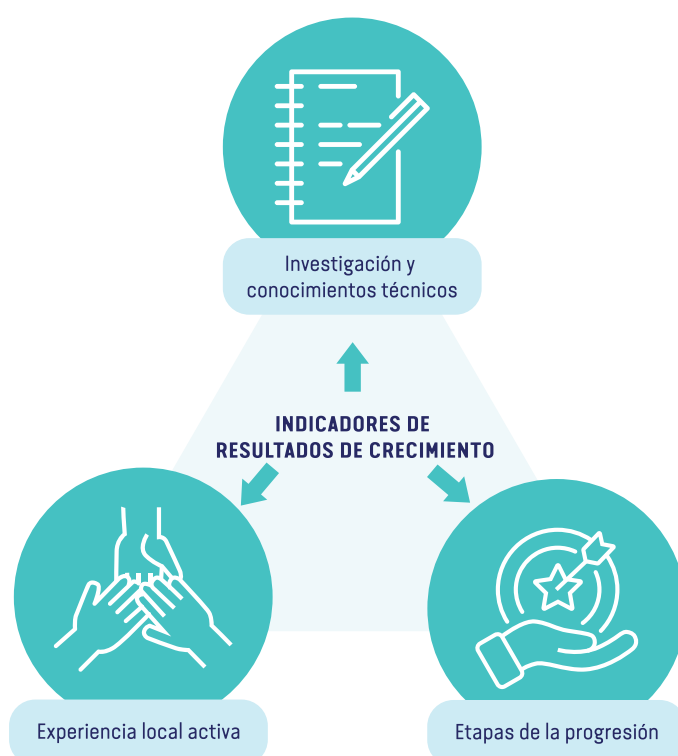 Investigación y
conocimientos técnicos
INDICADORES DE
RESULTADOS DE CRECIMIENTO
Experiencia local activa
Etapas de la progresión